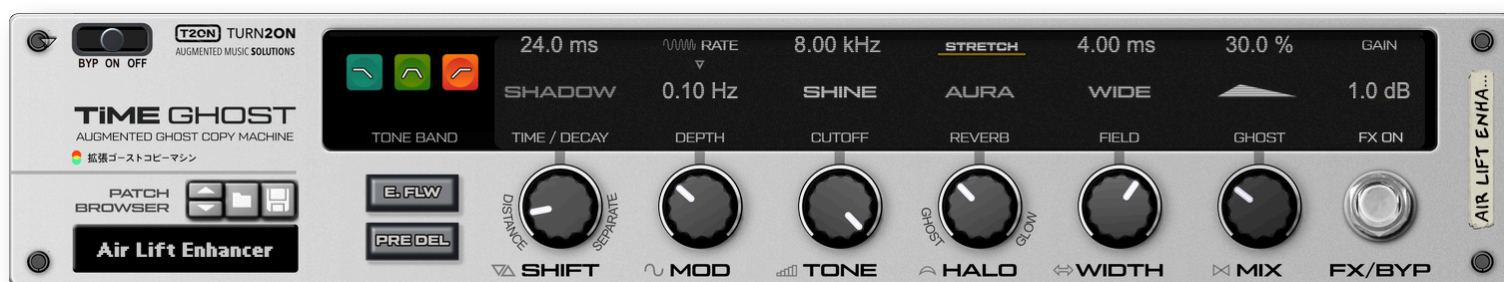 BYP ON OFF
T2ON TURN2ON
AUGMENTED MUSIC SOLUTIONS
TiME GHOST
AUGMENTED GHOST COPY MACHINE
拡張ゴーストコピーマシン
PATCH
BROWSER
Air Lift Enhancer
TONE BAND
24.0 ms
SHADOW
TIME / DECAY
RATE
0.10 Hz
DEPTH
8.00 kHz
SHINE
CUTOFF
STRETCH
AURA
REVERB
4.00 ms
WIDE
FIELD
30.0 %
GHOST
GAIN
1.0 dB
FX ON
E. FLW
PRE DEL
DISTANCE
SEPARATE
SHIFT
MOD
TONE
GHOST
GLOW
HALO
WIDTH
MIX
FX/BYP
AIR LIFT ENHA...